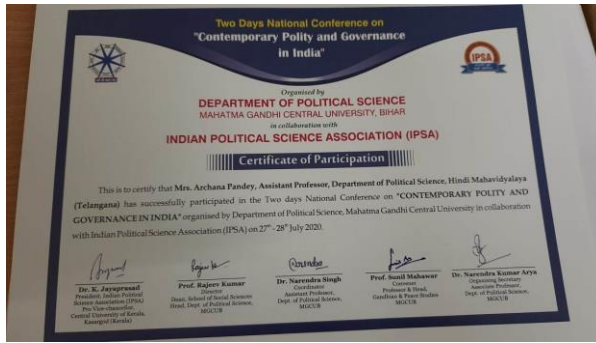 Two Days National Conference on
"Contemporary Polity and Governance
in India"
IPSA
Organised by
DEPARTMENT OF POLITICAL SCIENCE
MAHATMA GANDHI CENTRAL UNIVERSITY, BIHAR
in collaboration with
INDIAN POLITICAL SCIENCE ASSOCIATION (IPSA)
Certificate of Participation
This is to certify that Mrs. Archana Pandey, Assistant Professor, Department of Political Science, Hindi Mahavidyalaya
(Telangana) has successfully participated in the Two days National Conference on "CONTEMPORARY POLITY AND
GOVERNANCE IN INDIA" organised by Department of Political Science, Mahatma Gandhi Central University in collaboration
with Indian Political Science Association (IPSA) on 27th - 28th July 2020.
Dr. K. Jayaprasad
President, Indian Political
Science Association (IPSA)
Pro Vice-chancellor,
Central University of Kerala,
Kasargod (Kerala)
Prof. Rajeev Kumar
Director
Dean, School of Social Sciences
Head, Dept. of Political Science,
MGCUB
Dr. Narendra Singh
Coordinator
Assistant Professor,
Dept. of Political Science,
MGCUB
Prof. Sunil Mahawar
Convenor
Professor & Head,
Gandhian & Peace Studies
MGCUB
Dr. Narendra Kumar Arya
Organising Secretary
Associate Professor,
Dept. of Political Science,
MGCUB